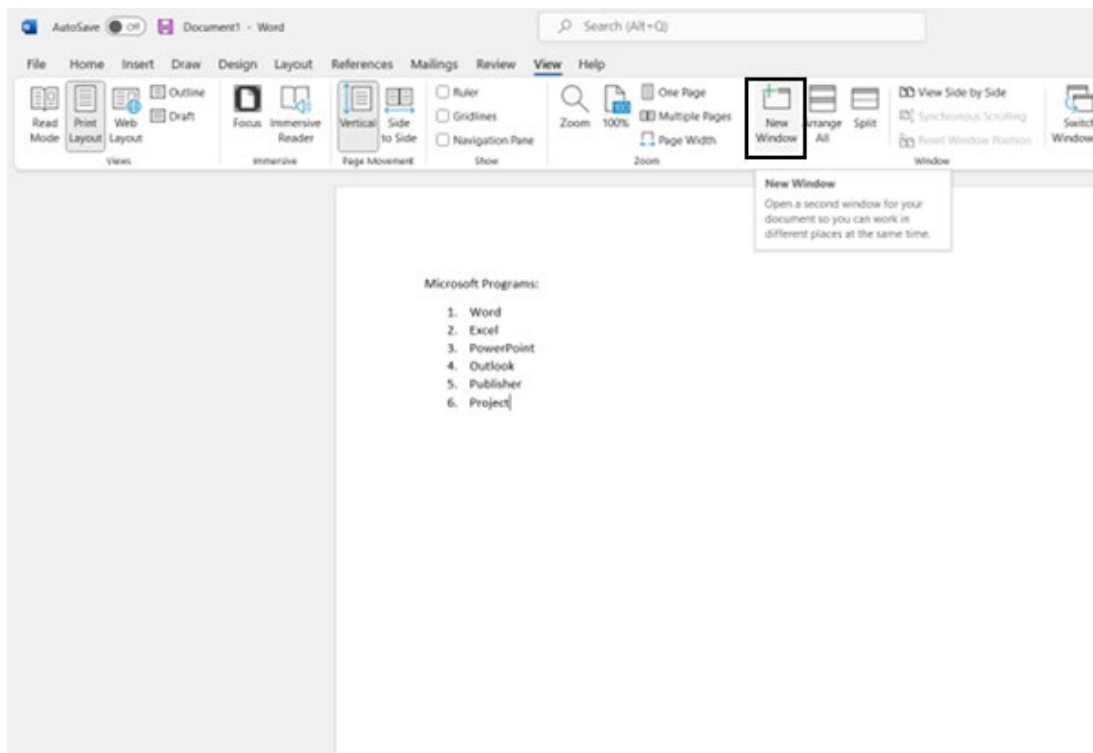 AutoSave Off Document1 - Word Search (Alt+Q)
File Home Insert Draw Design Layout References Mailings Review View Help
Read Mode
Print Layout
Web Layout
Outline
Draft
Views
Focus
Immersive Reader
Immersive
Vertical
Side to Side
Page Movement
Ruler
Gridlines
Navigation Pane
Show
Zoom
100%
One Page
Multiple Pages
Page Width
Zoom
New Window
Arrange All
Split
View Side by Side
Synchronous Scrolling
Reset Window Position
Window
Switch
Window
New Window
Open a second window for your
document so you can work in
different places at the same time.
Microsoft Programs:
1. Word
2. Excel
3. PowerPoint
4. Outlook
5. Publisher
6. Project